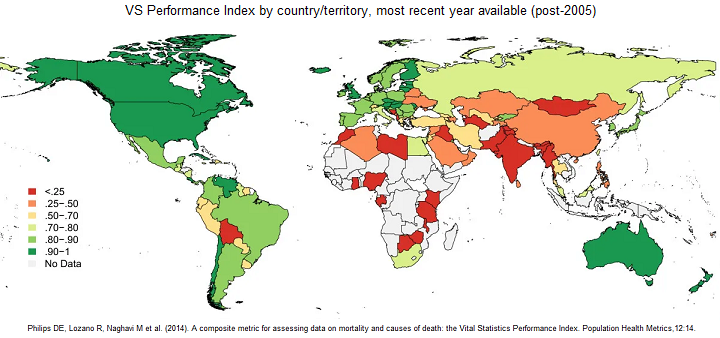 VS Performance Index by country/territory, most recent year available (post-2005)
<.25
.25-.50
.50-.70
.70-.80
.80-.90
.90-1
No Data
Philips DE, Lozano R, Naghavi M et al. (2014). A composite metric for assessing data on mortality and causes of death: the Vital Statistics Performance Index. Population Health Metrics,12:14.